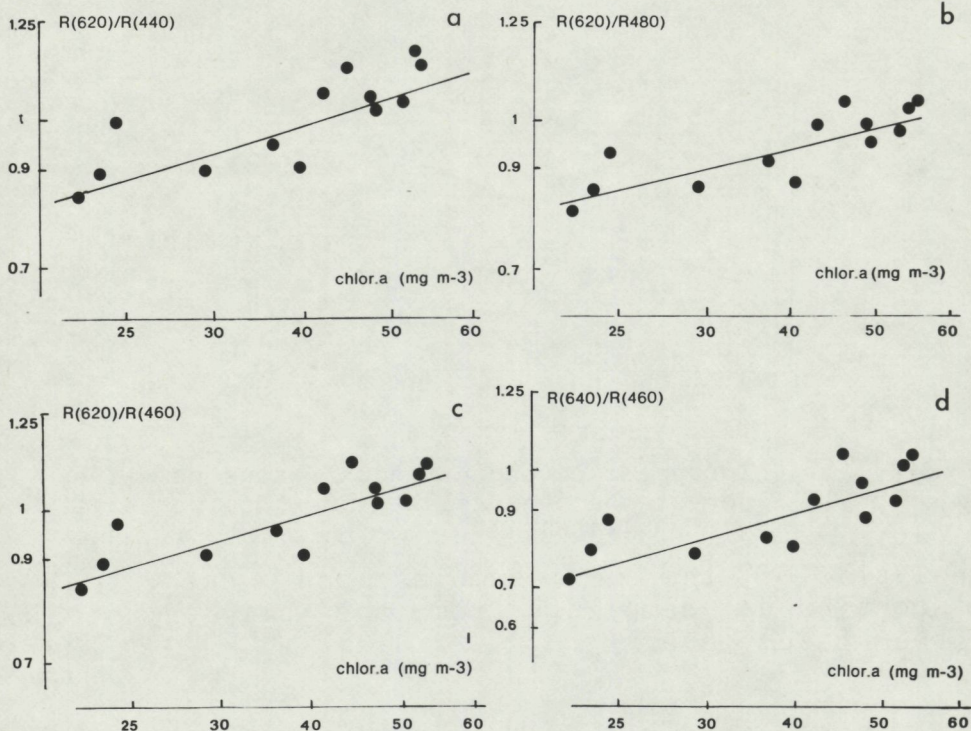 1.25 R(620)/R(440) a
1
0.9
0.7
chlor.a (mg m-3)
25 30 40 50 60
1.25 R(620)/R480) b
1
0.9
0.7
chlor.a (mg m-3)
25 30 40 50 60
1.25 R(620)/R(460) c
1
0.9
0.7
chlor.a (mg m-3)
25 30 40 50 60
1.25 R(640)/R(460) d
1
0.9
0.7
0.6
chlor.a (mg m-3)
25 30 40 50 60